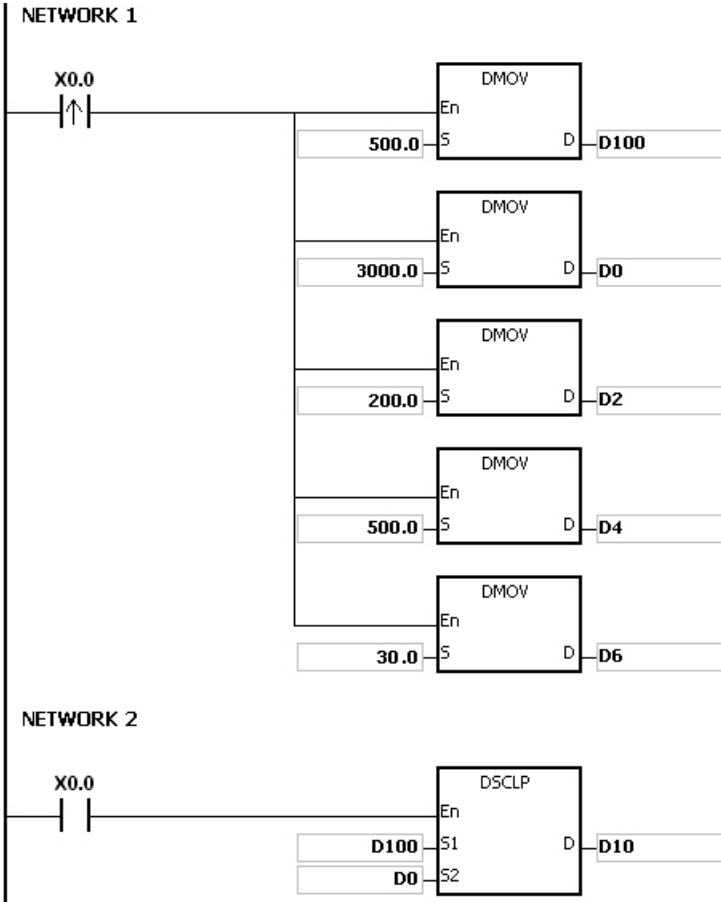 NETWORK 1
X0.0
DMOV
En
500.0 S D D100
DMOV
En
3000.0 S D D0
DMOV
En
200.0 S D D2
DMOV
En
500.0 S D D4
DMOV
En
30.0 S D D6
NETWORK 2
X0.0
DSCLP
En
D100 S1 D D10
D0 S2